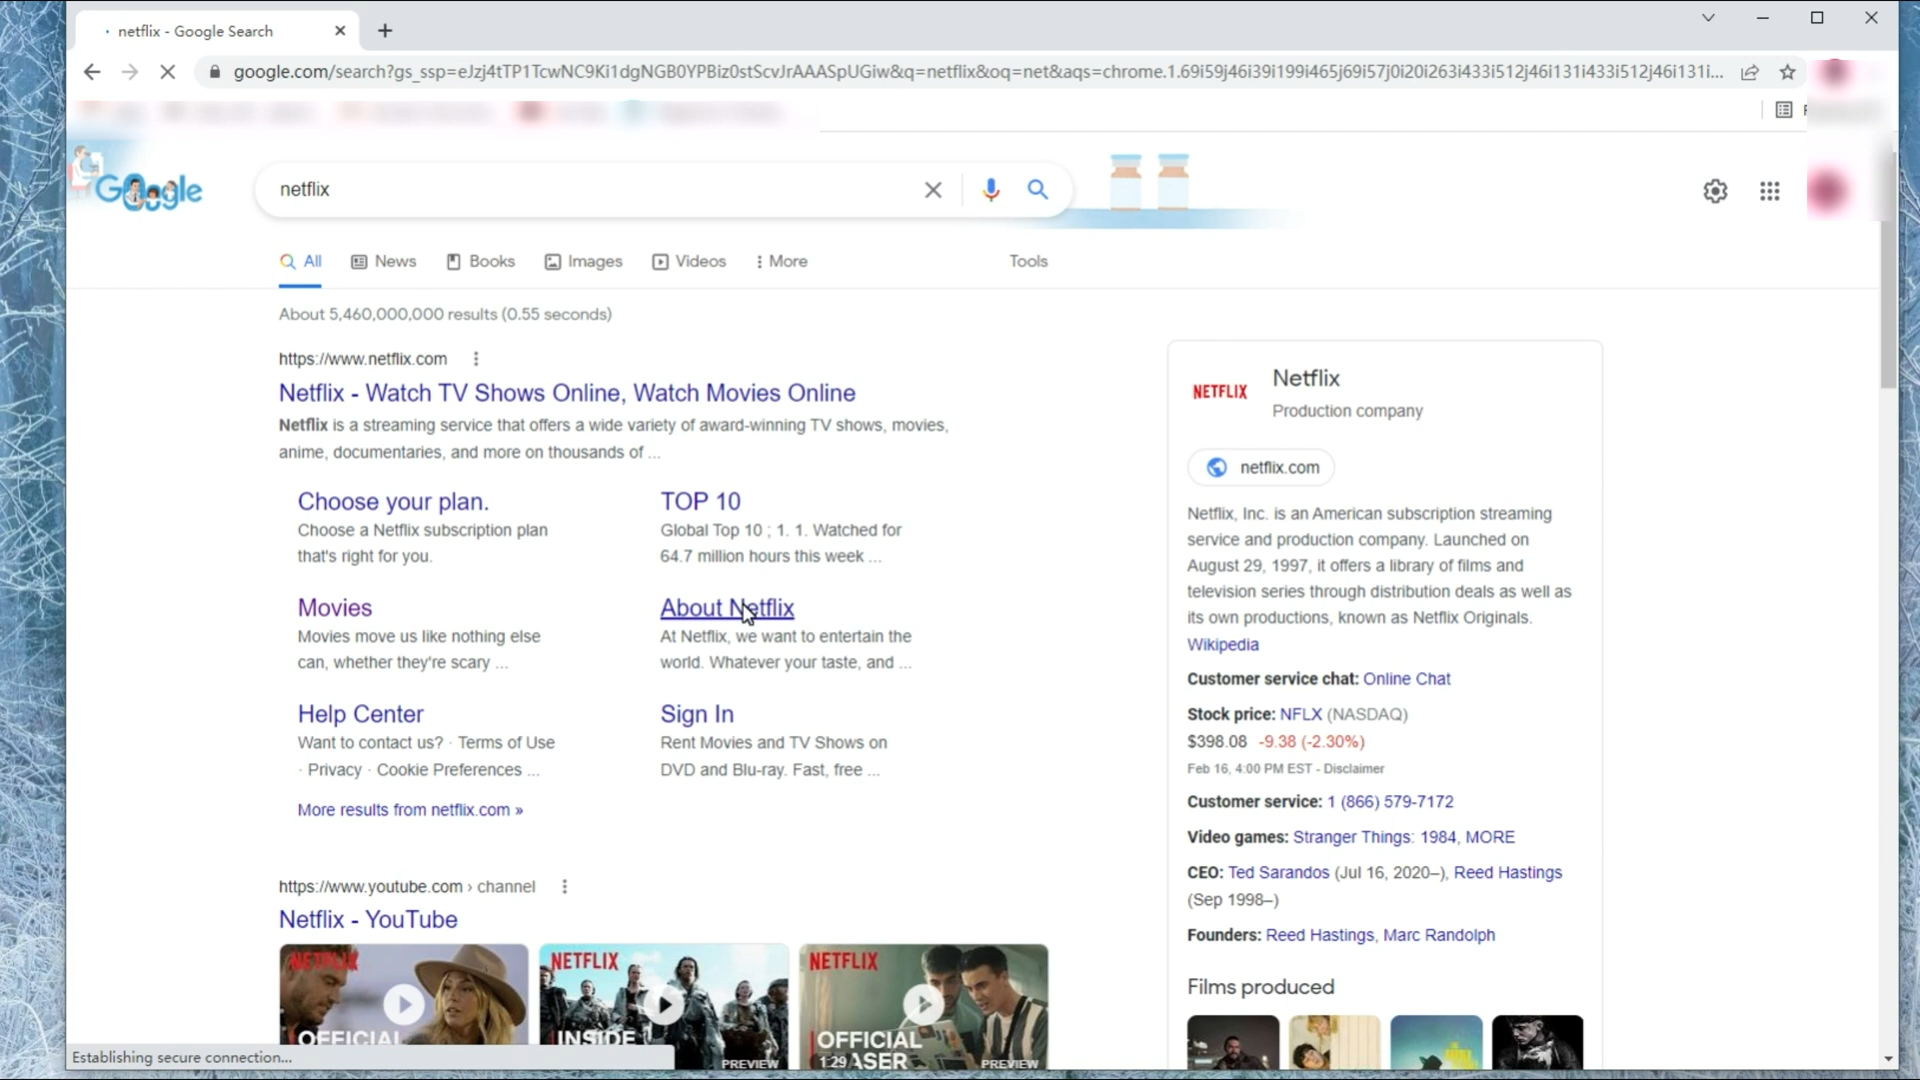 netflix - Google Search
google.com/search?gs_ssp=eJzj4tTP1TcwNC9Ki1dgNGB0YPBiz0stScvJrAAASpUGiw&q=netflix&oq=net&aqs=chrome.1.69i59j46i39i199i465j69i57j0i20i263i433i512j46i131i433i512j46i131i...
Google
netflix
All
News
Books
Images
Videos
More
Tools
About 5,460,000,000 results (0.55 seconds)
https://www.netflix.com
Netflix - Watch TV Shows Online, Watch Movies Online
Netflix is a streaming service that offers a wide variety of award-winning TV shows, movies,
anime, documentaries, and more on thousands of ...
Choose your plan.
Choose a Netflix subscription plan
that's right for you.
TOP 10
Global Top 10 ; 1. 1. Watched for
64.7 million hours this week ...
Movies
Movies move us like nothing else
can, whether they're scary ...
About Netflix
At Netflix, we want to entertain the
world. Whatever your taste, and ...
Help Center
Want to contact us? · Terms of Use
· Privacy · Cookie Preferences ...
Sign In
Rent Movies and TV Shows on
DVD and Blu-ray. Fast, free ...
More results from netflix.com »
https://www.youtube.com › channel
Netflix - YouTube
NETFLIX
OFFICIAL
NETFLIX
INSIDE
PREVIEW
NETFLIX
OFFICIAL
1:29
PREVIEW
NETFLIX
Netflix
Production company
netflix.com
Netflix, Inc. is an American subscription streaming
service and production company. Launched on
August 29, 1997, it offers a library of films and
television series through distribution deals as well as
its own productions, known as Netflix Originals.
Wikipedia
Customer service chat: Online Chat
Stock price: NFLX (NASDAQ)
$398.08 -9.38 (-2.30%)
Feb 16, 4:00 PM EST - Disclaimer
Customer service: 1 (866) 579-7172
Video games: Stranger Things: 1984, MORE
CEO: Ted Sarandos (Jul 16, 2020–), Reed Hastings
(Sep 1998–)
Founders: Reed Hastings, Marc Randolph
Films produced
Establishing secure connection...